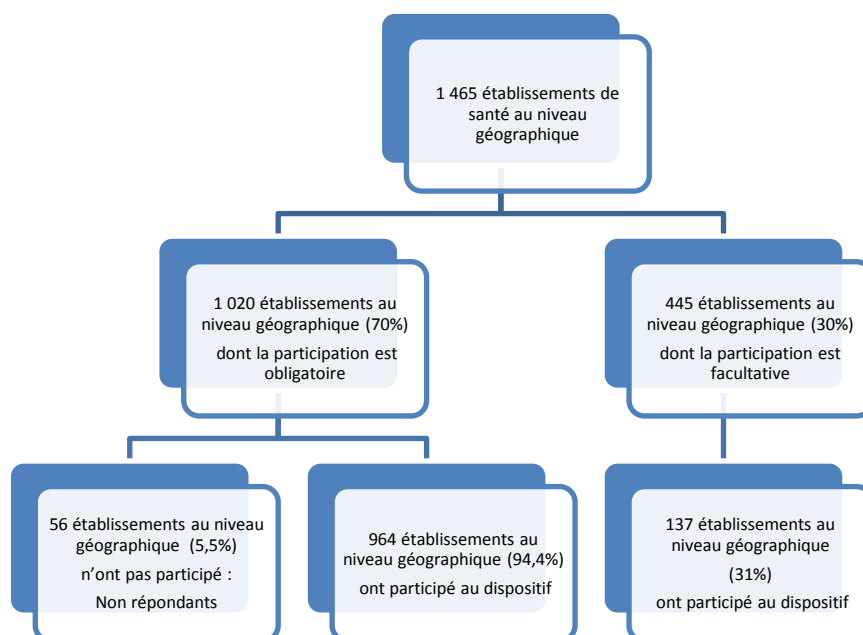 1 465 établissements de
santé au niveau
géographique
1 020 établissements au
niveau géographique (70%)
dont la participation est
obligatoire
445 établissements au
niveau géographique (30%)
dont la participation est
facultative
56 établissements au niveau
géographique (5,5%)
n’ont pas participé :
Non répondants
964 établissements au
niveau géographique (94,4%)
ont participé au dispositif
137 établissements au
niveau géographique
(31%)
ont participé au dispositif